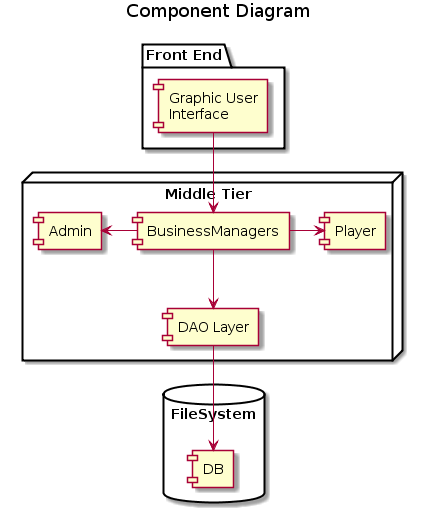 Component Diagram
Front End
Graphic User
Interface
Middle Tier
Admin
BusinessManagers
Player
DAO Layer
FileSystem
DB